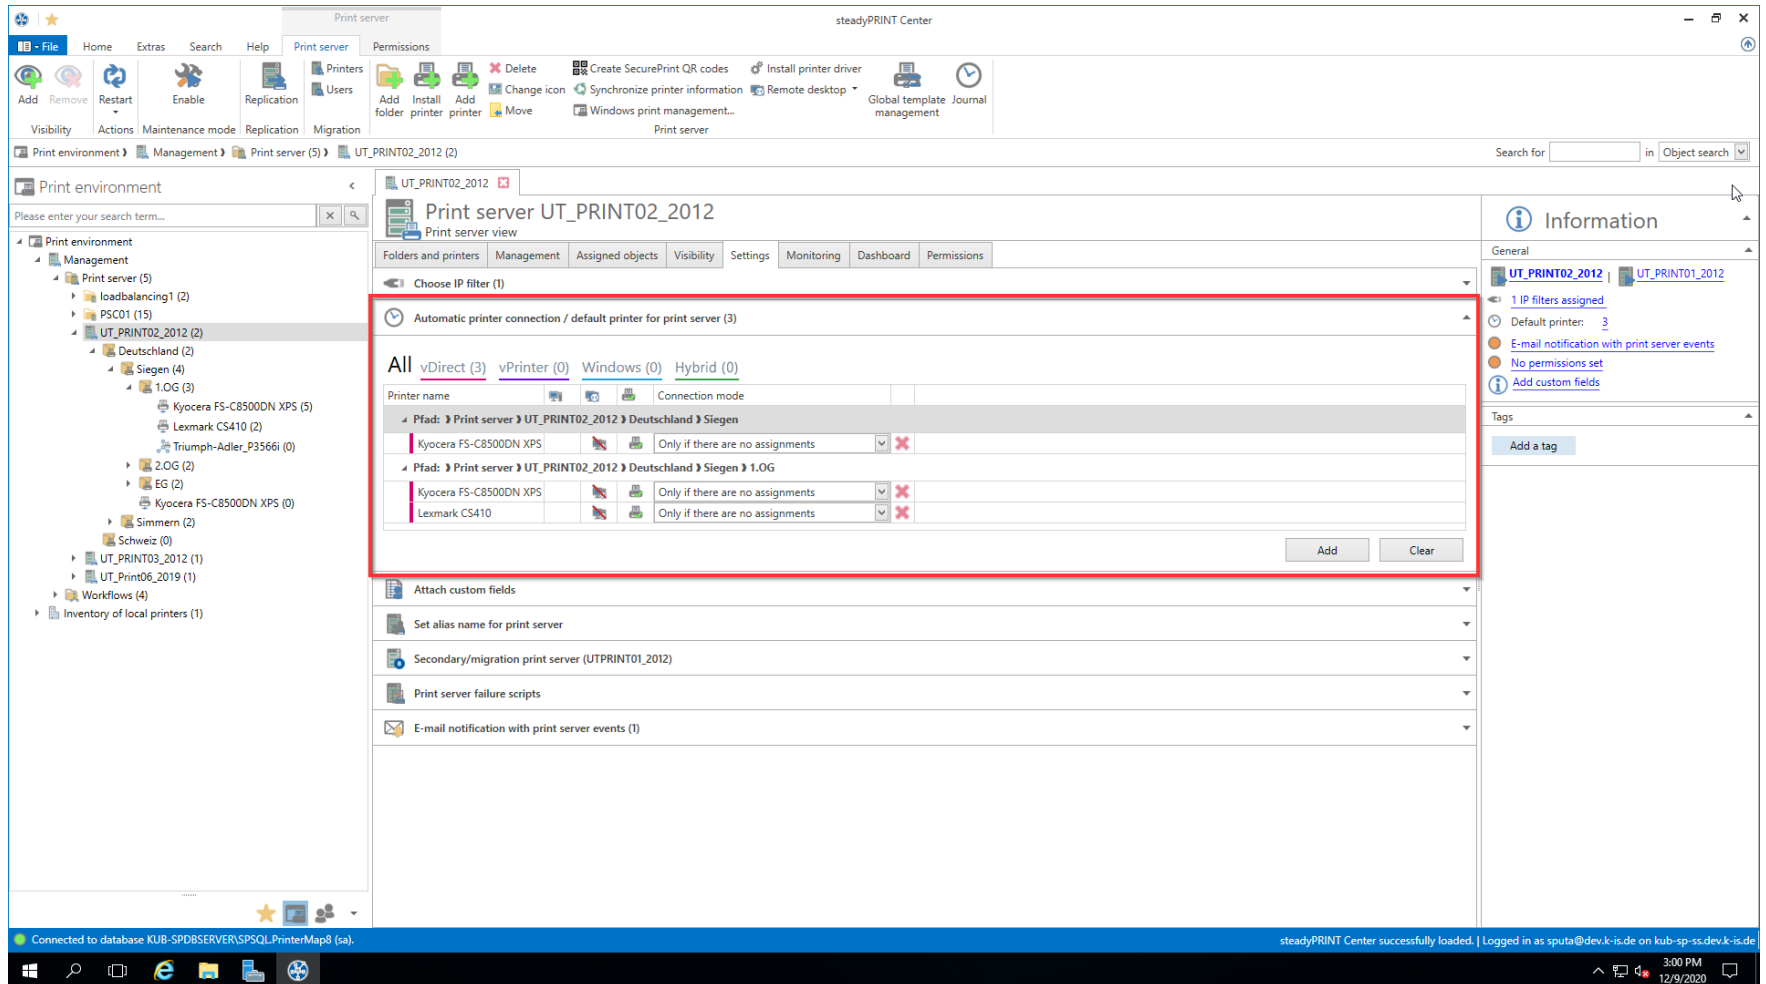 Print server
steadyPRINT Center
File Home Extras Search Help Print server Permissions
Add Remove Restart Enable Replication Printers Users
Add folder Install printer Add printer
Delete Change icon Move
Create SecurePrint QR codes
Synchronize printer information
Windows print management...
Install printer driver
Remote desktop
Global template management Journal
Visibility Actions Maintenance mode Replication Migration Print server
Print environment Management Print server (5) UT_PRINT02_2012 (2)
Search for in Object search
Print environment
Please enter your search term...
Print environment
Management
Print server (5)
loadbalancing1 (2)
PSC01 (15)
UT_PRINT02_2012 (2)
Deutschland (2)
Siegen (4)
1.OG (3)
Kyocera FS-C8500DN XPS (5)
Lexmark CS410 (2)
Triumph-Adler_P3566i (0)
2.OG (2)
EG (2)
Kyocera FS-C8500DN XPS (0)
Simmern (2)
Schweiz (0)
UT_PRINT03_2012 (1)
UT_Print06_2019 (1)
Workflows (4)
Inventory of local printers (1)
UT_PRINT02_2012
Print server UT_PRINT02_2012
Print server view
Folders and printers Management Assigned objects Visibility Settings Monitoring Dashboard Permissions
Choose IP filter (1)
Automatic printer connection / default printer for print server (3)
All vDirect (3) vPrinter (0) Windows (0) Hybrid (0)
Printer name Connection mode
Pfad: Print server UT_PRINT02_2012 Deutschland Siegen
Kyocera FS-C8500DN XPS Only if there are no assignments
Pfad: Print server UT_PRINT02_2012 Deutschland Siegen 1.OG
Kyocera FS-C8500DN XPS Only if there are no assignments
Lexmark CS410 Only if there are no assignments
Add Clear
Attach custom fields
Set alias name for print server
Secondary/migration print server (UTPRINT01_2012)
Print server failure scripts
E-mail notification with print server events (1)
Information
General
UT_PRINT02_2012 | UT_PRINT01_2012
1 IP filters assigned
Default printer: 3
E-mail notification with print server events
No permissions set
Add custom fields
Tags
Add a tag
Connected to database KUB-SPDBSERVER\SPSQL.PrinterMap8 (sa).
steadyPRINT Center successfully loaded. | Logged in as sputa@dev.k-is.de on kub-sp-ss.dev.k-is.de
3:00 PM
12/9/2020